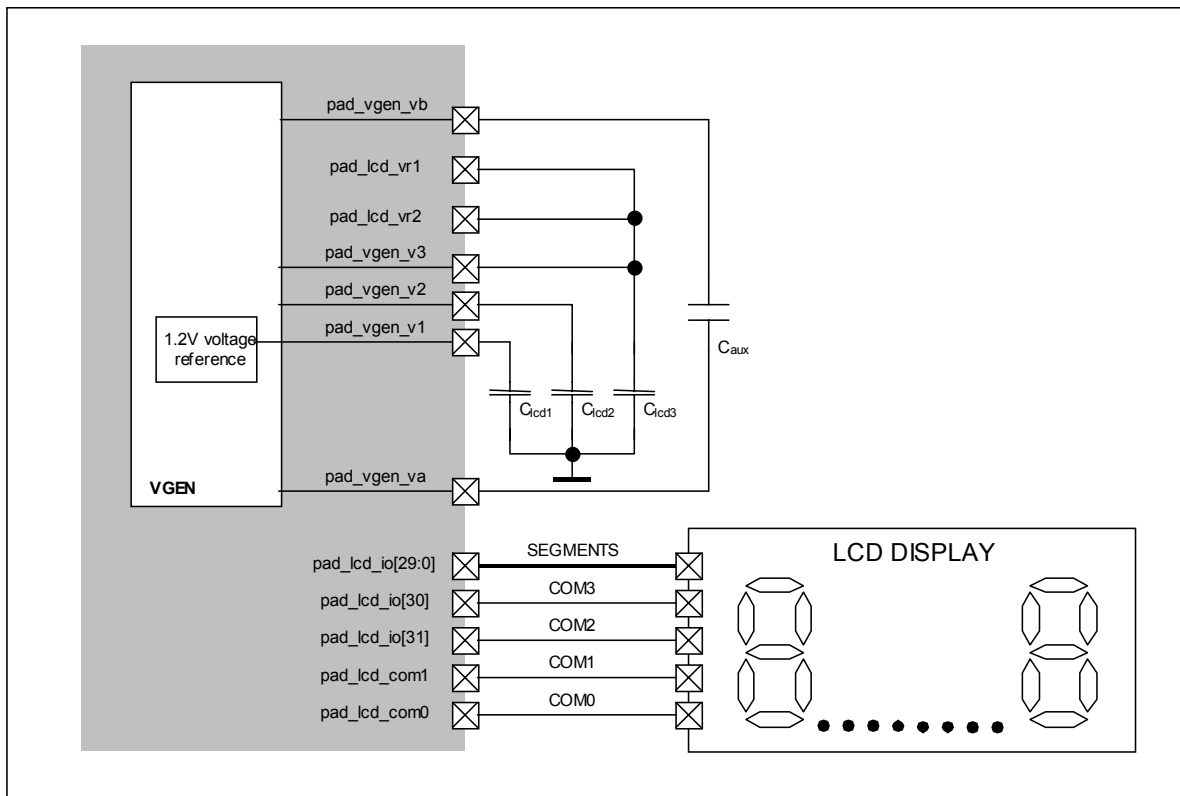 pad_vgen_vb
pad_lcd_vr1
pad_lcd_vr2
pad_vgen_v3
pad_vgen_v2
pad_vgen_v1
1.2V voltage
reference
Caux
Clcd1
Clcd2
Clcd3
pad_vgen_va
VGEN
pad_lcd_io[29:0]
SEGMENTS
LCD DISPLAY
pad_lcd_io[30]
COM3
pad_lcd_io[31]
COM2
pad_lcd_com1
COM1
pad_lcd_com0
COM0